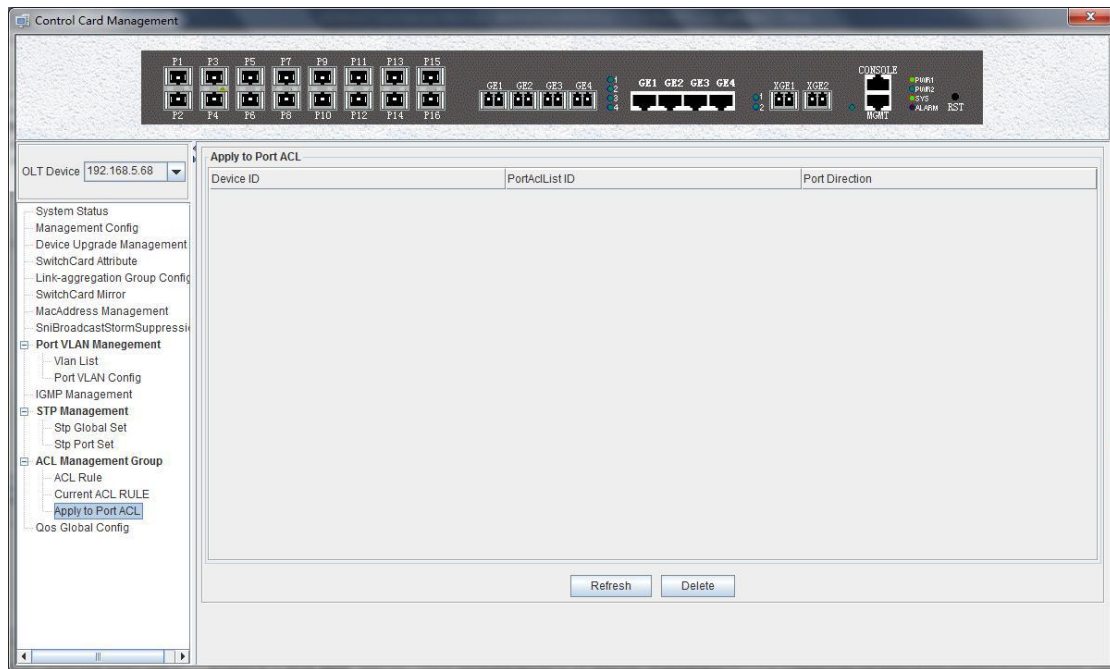 Control Card Management
P1 P3 P5 P7 P9 P11 P13 P15
P2 P4 P6 P8 P10 P12 P14 P16
GE1 GE2 GE3 GE4
1
2
3
4
GE1 GE2 GE3 GE4
1
2
XGE1 XGE2
CONSOLE
MGMT
PWR1
PWR2
SYS
ALARM
RST
OLT Device 192.168.5.68
System Status
Management Config
Device Upgrade Management
SwitchCard Attribute
Link-aggregation Group Config
SwitchCard Mirror
MacAddress Management
SniBroadcastStormSuppressi
Port VLAN Manegement
Vlan List
Port VLAN Config
IGMP Management
STP Management
Stp Global Set
Stp Port Set
ACL Management Group
ACL Rule
Current ACL RULE
Apply to Port ACL
Qos Global Config
Apply to Port ACL
Device ID PortAclList ID Port Direction
Refresh Delete